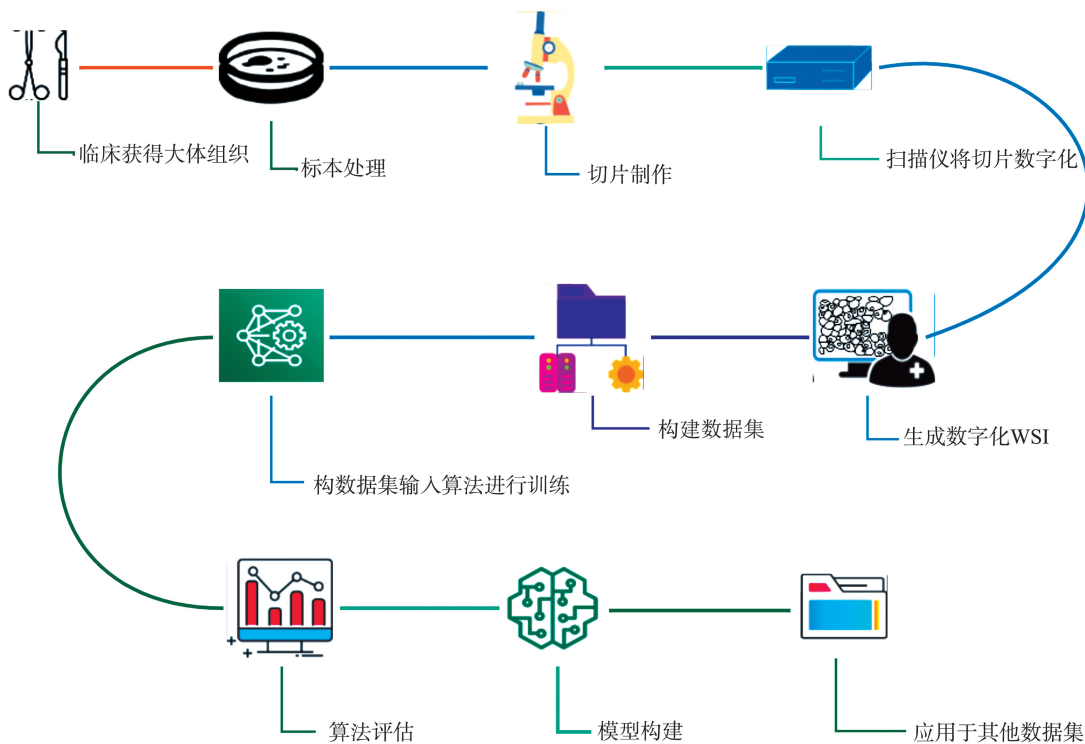 临床获得大体组织
标本处理
切片制作
扫描仪将切片数字化
生成数字化WSI
构建数据集
构数据集输入算法进行训练
算法评估
模型构建
应用于其他数据集